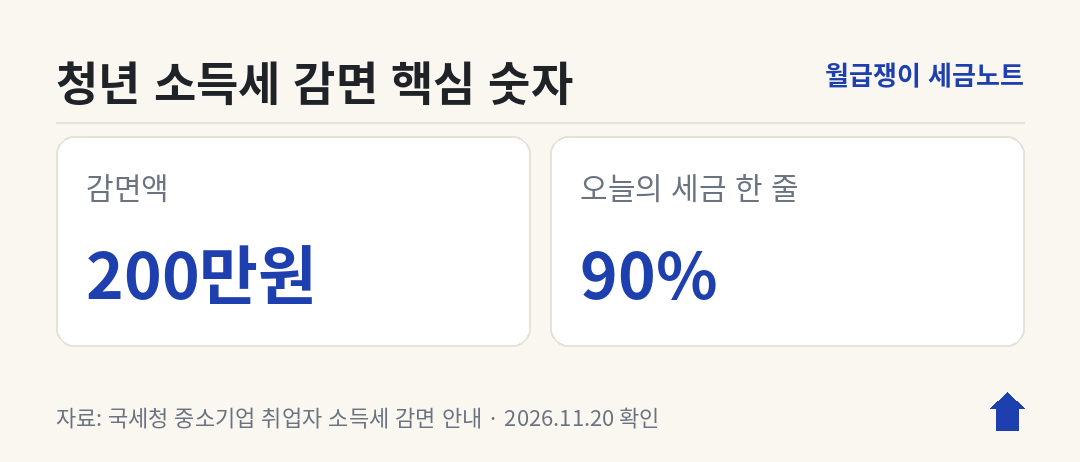 청년 소득세 감면 핵심 숫자
월급쟁이 세금노트
감면액
200만원
오늘의 세금 한 줄
90%
자료: 국세청 중소기업 취업자 소득세 감면 안내 · 2026.11.20 확인